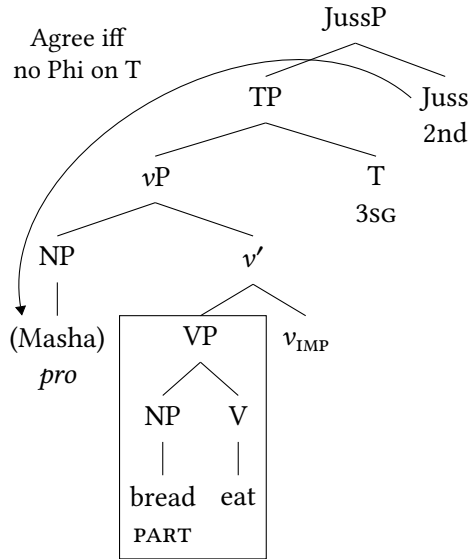 JussP
Agree iff
no Phi on T
TP Juss
2nd
vP T
3SG
NP v′
(Masha) VP vIMP
pro
NP V
bread eat
PART